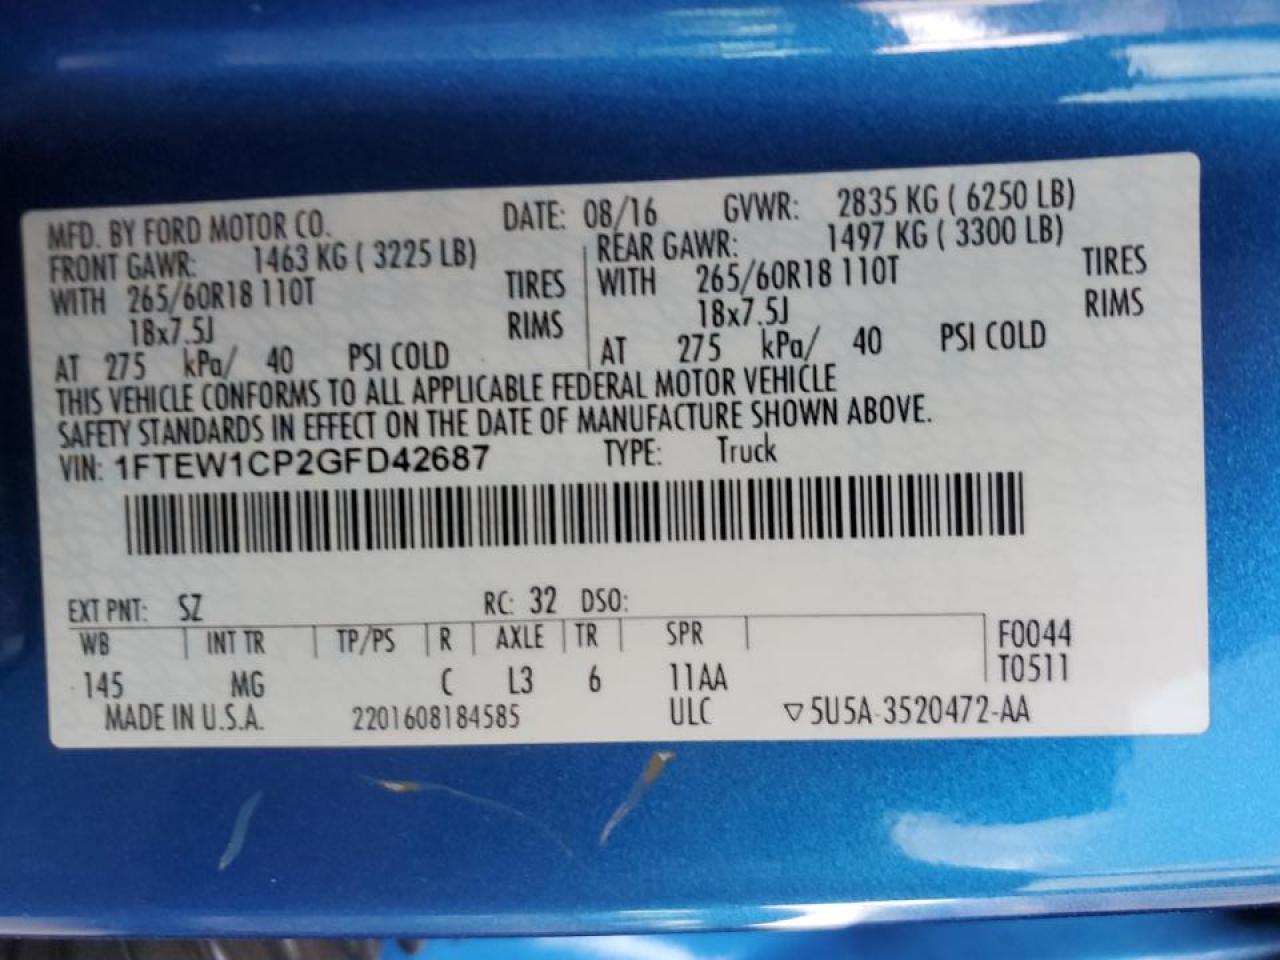 MFD. BY FORD MOTOR CO. DATE: 08/16 GVWR: 2835 KG ( 6250 LB)
FRONT GAWR: 1463 KG ( 3225 LB) REAR GAWR: 1497 KG ( 3300 LB)
WITH 265/60R18 110T TIRES WITH 265/60R18 110T TIRES
18x7.5J RIMS 18x7.5J RIMS
AT 275 kPa/ 40 PSI COLD AT 275 kPa/ 40 PSI COLD
THIS VEHICLE CONFORMS TO ALL APPLICABLE FEDERAL MOTOR VEHICLE
SAFETY STANDARDS IN EFFECT ON THE DATE OF MANUFACTURE SHOWN ABOVE.
VIN: 1FTEW1CP2GFD42687 TYPE: Truck
EXT PNT: SZ RC: 32 DSO:
WB INT TR TP/PS R AXLE TR SPR F0044
145 MG C L3 6 11AA T0511
MADE IN U.S.A. 2201608184585 ULC ▽5U5A-3520472-AA